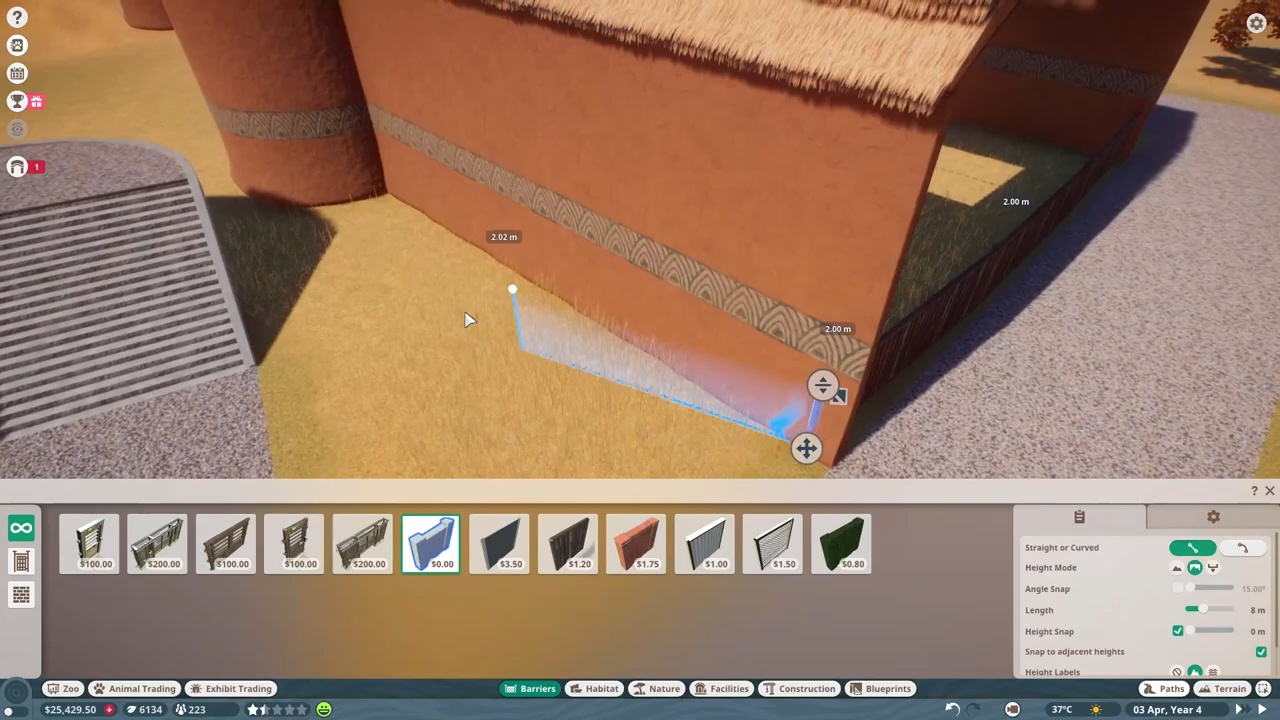 ?
1
2.02 m
2.00 m
2.00 m
?
$100.00
$200.00
$100.00
$100.00
$200.00
$0.00
$3.50
$1.20
$1.75
$1.00
$1.50
$0.80
Straight or Curved
Height Mode
Angle Snap
15.00°
Length
8 m
Height Snap
0 m
Snap to adjacent heights
Height Labels
Zoo
Animal Trading
Exhibit Trading
Barriers
Habitat
Nature
Facilities
Construction
Blueprints
Paths
Terrain
$25,429.50
6134
223
37°C
03 Apr, Year 4